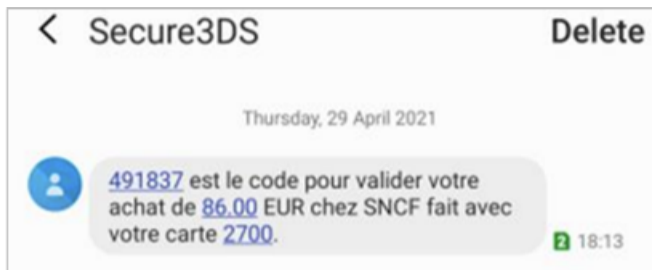 Secure3DS Delete
Thursday, 29 April 2021
491837 est le code pour valider votre
achat de 86.00 EUR chez SNCF fait avec
votre carte 2700.
2 18:13